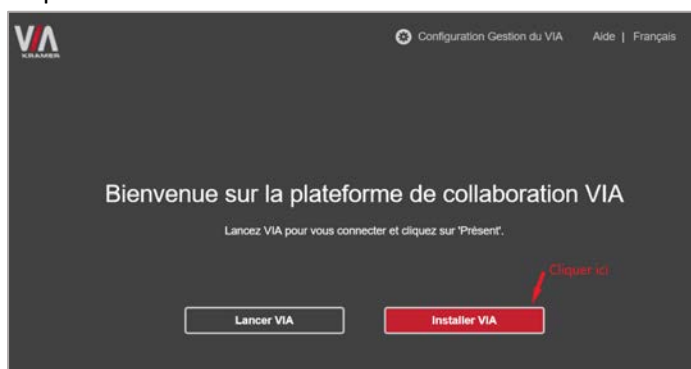 VIA
KRAMER
Configuration Gestion du VIA Aide | Français
Bienvenue sur la plateforme de collaboration VIA
Lancez VIA pour vous connecter et cliquez sur 'Présent'.
Cliquer ici
Lancer VIA Installer VIA